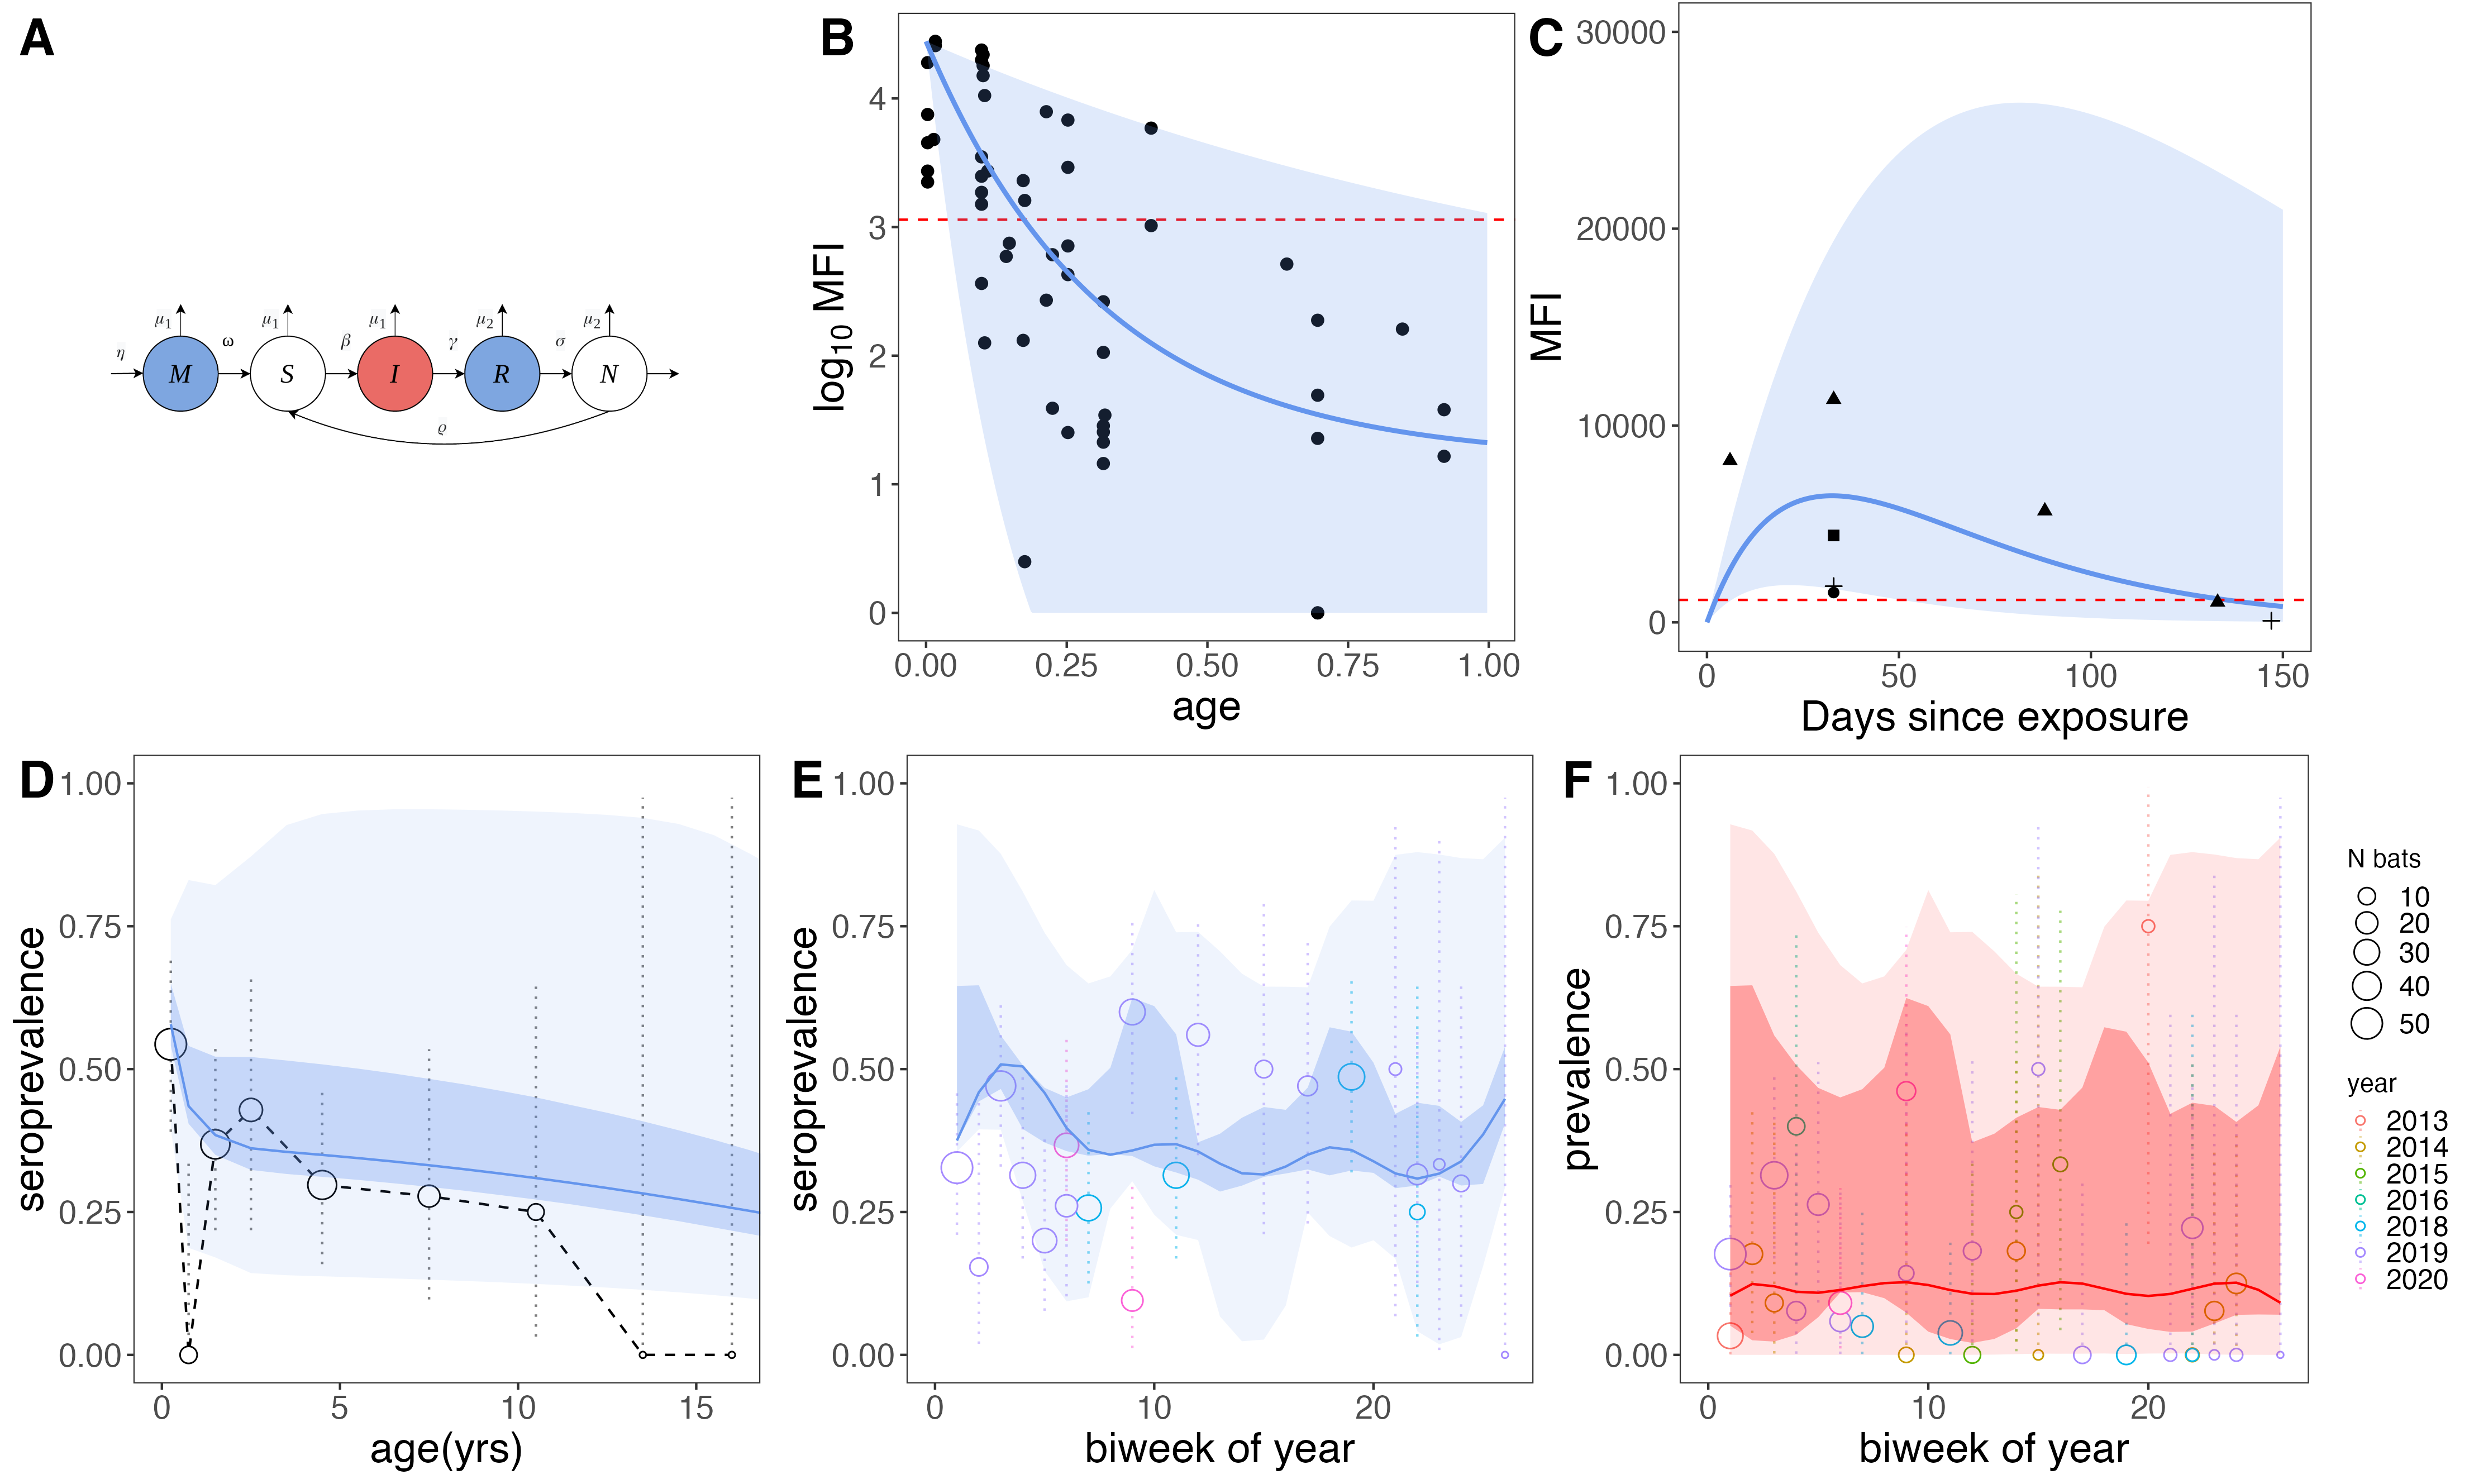 A
η
μ1
M
ω
μ1
S
β
μ1
I
γ
μ2
R
σ
μ2
N
ϱ
B
log10 MFI
4
3
2
1
0
0.00 0.25 0.50 0.75 1.00
age
C
MFI
30000
20000
10000
0
0 50 100 150
Days since exposure
D
seroprevalence
1.00
0.75
0.50
0.25
0.00
0 5 10 15
age(yrs)
E
seroprevalence
1.00
0.75
0.50
0.25
0.00
0 10 20
biweek of year
F
prevalence
1.00
0.75
0.50
0.25
0.00
0 10 20
biweek of year
N bats
10
20
30
40
50
year
2013
2014
2015
2016
2018
2019
2020